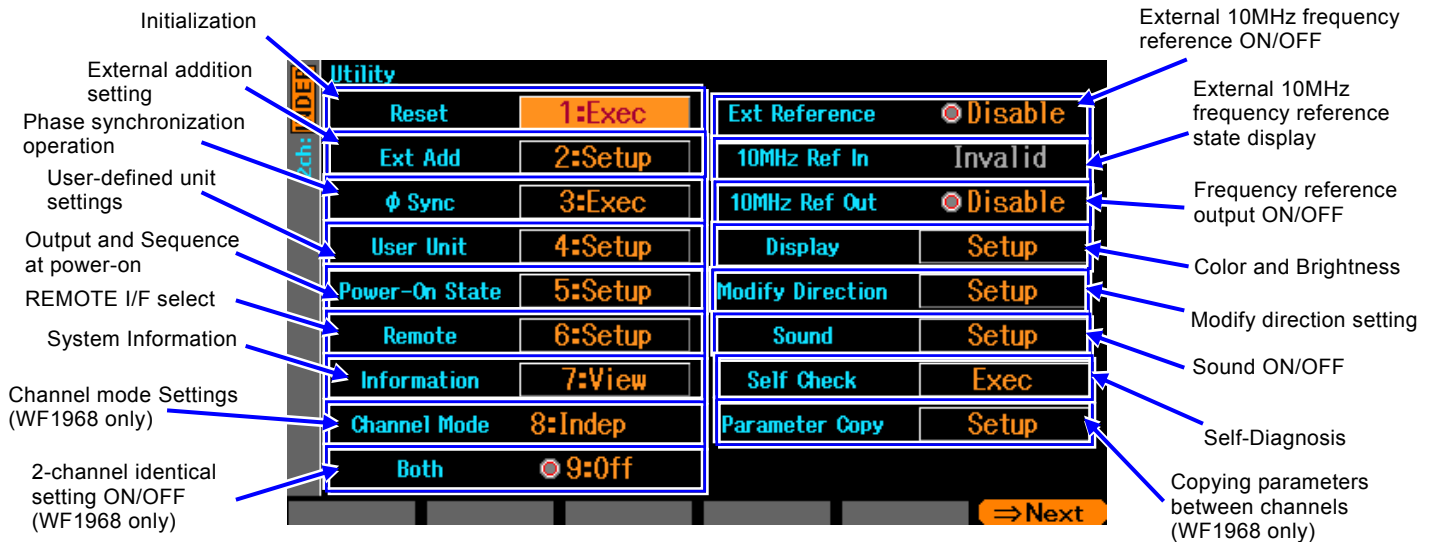 Initialization
External addition
setting
Phase synchronization
operation
User-defined unit
settings
Output and Sequence
at power-on
REMOTE I/F select
System Information
Channel mode Settings
(WF1968 only)
2-channel identical
setting ON/OFF
(WF1968 only)
2ch:
Utility
Reset 1:Exec
Ext Add 2:Setup
ϕ Sync 3:Exec
User Unit 4:Setup
Power-On State 5:Setup
Remote 6:Setup
Information 7:View
Channel Mode 8:Indep
Both 9:Off
Ext Reference Disable
10MHz Ref In Invalid
10MHz Ref Out Disable
Display Setup
Modify Direction Setup
Sound Setup
Self Check Exec
Parameter Copy Setup
⇒Next
External 10MHz frequency
reference ON/OFF
External 10MHz
frequency reference
state display
Frequency reference
output ON/OFF
Color and Brightness
Modify direction setting
Sound ON/OFF
Self-Diagnosis
Copying parameters
between channels
(WF1968 only)